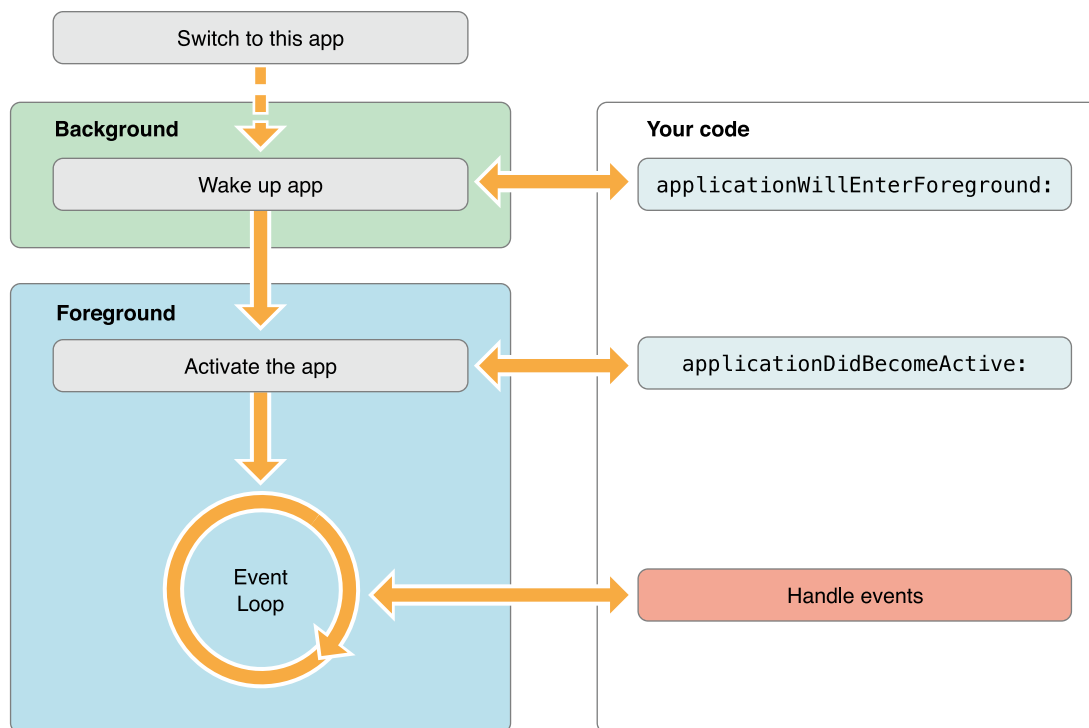 Switch to this app
Background
Your code
Wake up app
applicationWillEnterForeground:
Foreground
Activate the app
applicationDidBecomeActive:
Event
Loop
Handle events